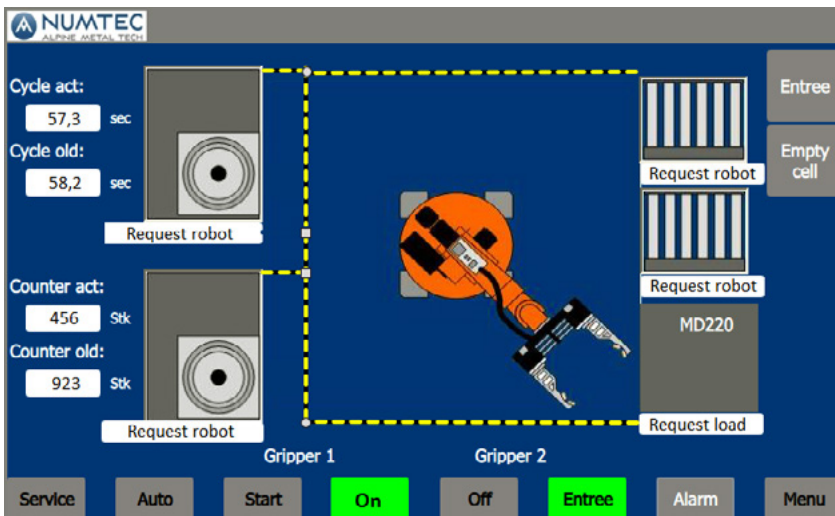 NUMTEC
ALPINE METAL TECH
Cycle act:
57,3 sec
Cycle old:
58,2 sec
Request robot
Counter act:
456 Stk
Counter old:
923 Stk
Request robot
Request robot
Request robot
MD220
Request load
Entree
Empty
cell
Gripper 1
Gripper 2
Service
Auto
Start
On
Off
Entree
Alarm
Menu